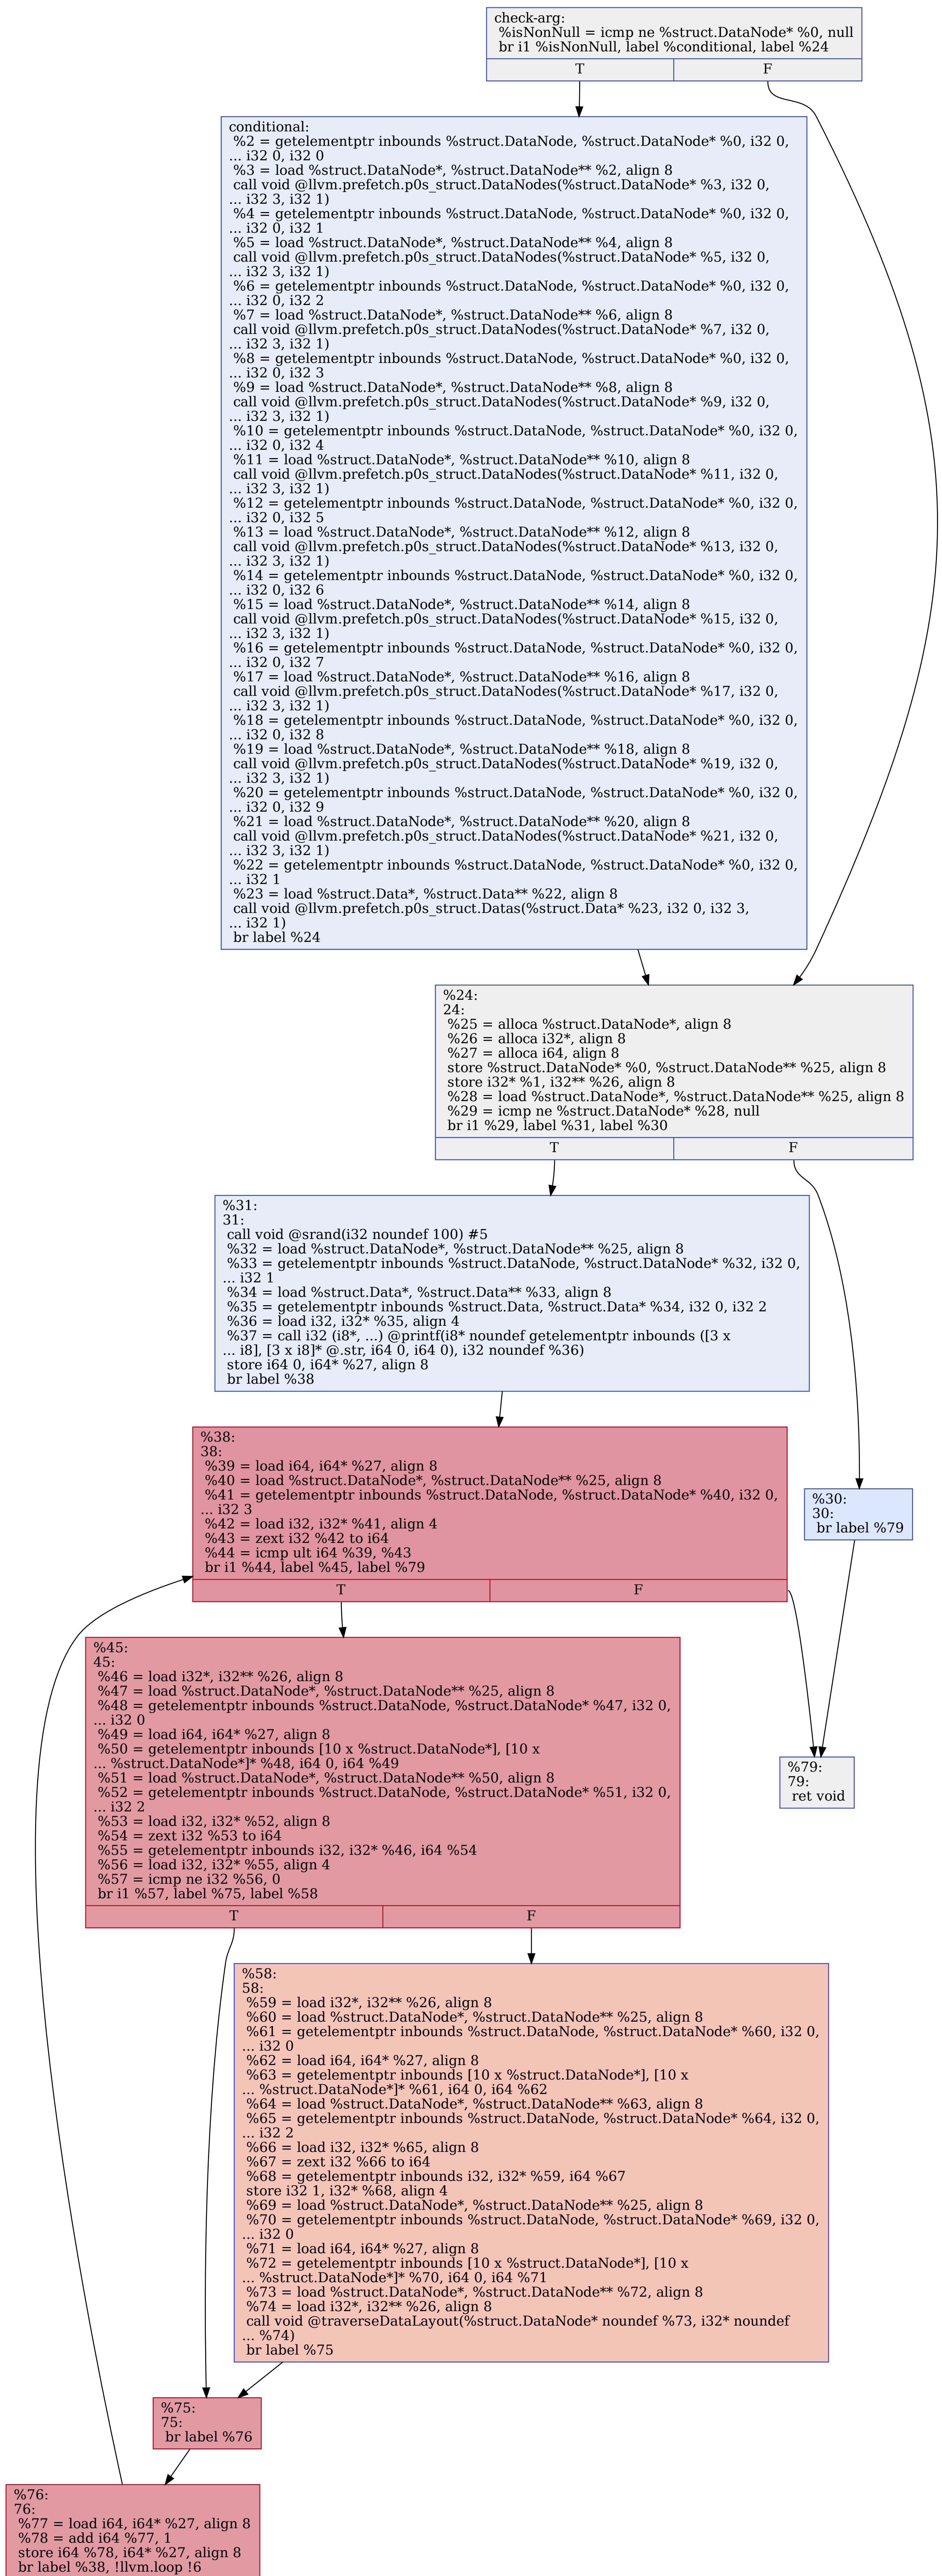 check-arg:
%isNonNull = icmp ne %struct.DataNode* %0, null
br i1 %isNonNull, label %conditional, label %24
T
F
conditional:
%2 = getelementptr inbounds %struct.DataNode, %struct.DataNode* %0, i32 0,
... i32 0, i32 0
%3 = load %struct.DataNode*, %struct.DataNode** %2, align 8
call void @llvm.prefetch.p0s_struct.DataNodes(%struct.DataNode* %3, i32 0,
... i32 3, i32 1)
%4 = getelementptr inbounds %struct.DataNode, %struct.DataNode* %0, i32 0,
... i32 0, i32 1
%5 = load %struct.DataNode*, %struct.DataNode** %4, align 8
call void @llvm.prefetch.p0s_struct.DataNodes(%struct.DataNode* %5, i32 0,
... i32 3, i32 1)
%6 = getelementptr inbounds %struct.DataNode, %struct.DataNode* %0, i32 0,
... i32 0, i32 2
%7 = load %struct.DataNode*, %struct.DataNode** %6, align 8
call void @llvm.prefetch.p0s_struct.DataNodes(%struct.DataNode* %7, i32 0,
... i32 3, i32 1)
%8 = getelementptr inbounds %struct.DataNode, %struct.DataNode* %0, i32 0,
... i32 0, i32 3
%9 = load %struct.DataNode*, %struct.DataNode** %8, align 8
call void @llvm.prefetch.p0s_struct.DataNodes(%struct.DataNode* %9, i32 0,
... i32 3, i32 1)
%10 = getelementptr inbounds %struct.DataNode, %struct.DataNode* %0, i32 0,
... i32 0, i32 4
%11 = load %struct.DataNode*, %struct.DataNode** %10, align 8
call void @llvm.prefetch.p0s_struct.DataNodes(%struct.DataNode* %11, i32 0,
... i32 3, i32 1)
%12 = getelementptr inbounds %struct.DataNode, %struct.DataNode* %0, i32 0,
... i32 0, i32 5
%13 = load %struct.DataNode*, %struct.DataNode** %12, align 8
call void @llvm.prefetch.p0s_struct.DataNodes(%struct.DataNode* %13, i32 0,
... i32 3, i32 1)
%14 = getelementptr inbounds %struct.DataNode, %struct.DataNode* %0, i32 0,
... i32 0, i32 6
%15 = load %struct.DataNode*, %struct.DataNode** %14, align 8
call void @llvm.prefetch.p0s_struct.DataNodes(%struct.DataNode* %15, i32 0,
... i32 3, i32 1)
%16 = getelementptr inbounds %struct.DataNode, %struct.DataNode* %0, i32 0,
... i32 0, i32 7
%17 = load %struct.DataNode*, %struct.DataNode** %16, align 8
call void @llvm.prefetch.p0s_struct.DataNodes(%struct.DataNode* %17, i32 0,
... i32 3, i32 1)
%18 = getelementptr inbounds %struct.DataNode, %struct.DataNode* %0, i32 0,
... i32 0, i32 8
%19 = load %struct.DataNode*, %struct.DataNode** %18, align 8
call void @llvm.prefetch.p0s_struct.DataNodes(%struct.DataNode* %19, i32 0,
... i32 3, i32 1)
%20 = getelementptr inbounds %struct.DataNode, %struct.DataNode* %0, i32 0,
... i32 0, i32 9
%21 = load %struct.DataNode*, %struct.DataNode** %20, align 8
call void @llvm.prefetch.p0s_struct.DataNodes(%struct.DataNode* %21, i32 0,
... i32 3, i32 1)
%22 = getelementptr inbounds %struct.DataNode, %struct.DataNode* %0, i32 0,
... i32 1
%23 = load %struct.Data*, %struct.Data** %22, align 8
call void @llvm.prefetch.p0s_struct.Datas(%struct.Data* %23, i32 0, i32 3,
... i32 1)
br label %24
%24:
24:
%25 = alloca %struct.DataNode*, align 8
%26 = alloca i32*, align 8
%27 = alloca i64, align 8
store %struct.DataNode* %0, %struct.DataNode** %25, align 8
store i32* %1, i32** %26, align 8
%28 = load %struct.DataNode*, %struct.DataNode** %25, align 8
%29 = icmp ne %struct.DataNode* %28, null
br i1 %29, label %31, label %30
T
F
%31:
31:
call void @srand(i32 noundef 100) #5
%32 = load %struct.DataNode*, %struct.DataNode** %25, align 8
%33 = getelementptr inbounds %struct.DataNode, %struct.DataNode* %32, i32 0,
... i32 1
%34 = load %struct.Data*, %struct.Data** %33, align 8
%35 = getelementptr inbounds %struct.Data, %struct.Data* %34, i32 0, i32 2
%36 = load i32, i32* %35, align 4
%37 = call i32 (i8*, ...) @printf(i8* noundef getelementptr inbounds ([3 x
... i8], [3 x i8]* @.str, i64 0, i64 0), i32 noundef %36)
store i64 0, i64* %27, align 8
br label %38
%38:
38:
%39 = load i64, i64* %27, align 8
%40 = load %struct.DataNode*, %struct.DataNode** %25, align 8
%41 = getelementptr inbounds %struct.DataNode, %struct.DataNode* %40, i32 0,
... i32 3
%42 = load i32, i32* %41, align 4
%43 = zext i32 %42 to i64
%44 = icmp ult i64 %39, %43
br i1 %44, label %45, label %79
T
F
%30:
30:
br label %79
%45:
45:
%46 = load i32*, i32** %26, align 8
%47 = load %struct.DataNode*, %struct.DataNode** %25, align 8
%48 = getelementptr inbounds %struct.DataNode, %struct.DataNode* %47, i32 0,
... i32 0
%49 = load i64, i64* %27, align 8
%50 = getelementptr inbounds [10 x %struct.DataNode*], [10 x
... %struct.DataNode*]* %48, i64 0, i64 %49
%51 = load %struct.DataNode*, %struct.DataNode** %50, align 8
%52 = getelementptr inbounds %struct.DataNode, %struct.DataNode* %51, i32 0,
... i32 2
%53 = load i32, i32* %52, align 8
%54 = zext i32 %53 to i64
%55 = getelementptr inbounds i32, i32* %46, i64 %54
%56 = load i32, i32* %55, align 4
%57 = icmp ne i32 %56, 0
br i1 %57, label %75, label %58
T
F
%79:
79:
ret void
%58:
58:
%59 = load i32*, i32** %26, align 8
%60 = load %struct.DataNode*, %struct.DataNode** %25, align 8
%61 = getelementptr inbounds %struct.DataNode, %struct.DataNode* %60, i32 0,
... i32 0
%62 = load i64, i64* %27, align 8
%63 = getelementptr inbounds [10 x %struct.DataNode*], [10 x
... %struct.DataNode*]* %61, i64 0, i64 %62
%64 = load %struct.DataNode*, %struct.DataNode** %63, align 8
%65 = getelementptr inbounds %struct.DataNode, %struct.DataNode* %64, i32 0,
... i32 2
%66 = load i32, i32* %65, align 8
%67 = zext i32 %66 to i64
%68 = getelementptr inbounds i32, i32* %59, i64 %67
store i32 1, i32* %68, align 4
%69 = load %struct.DataNode*, %struct.DataNode** %25, align 8
%70 = getelementptr inbounds %struct.DataNode, %struct.DataNode* %69, i32 0,
... i32 0
%71 = load i64, i64* %27, align 8
%72 = getelementptr inbounds [10 x %struct.DataNode*], [10 x
... %struct.DataNode*]* %70, i64 0, i64 %71
%73 = load %struct.DataNode*, %struct.DataNode** %72, align 8
%74 = load i32*, i32** %26, align 8
call void @traverseDataLayout(%struct.DataNode* noundef %73, i32* noundef
... %74)
br label %75
%75:
75:
br label %76
%76:
76:
%77 = load i64, i64* %27, align 8
%78 = add i64 %77, 1
store i64 %78, i64* %27, align 8
br label %38, !llvm.loop !6